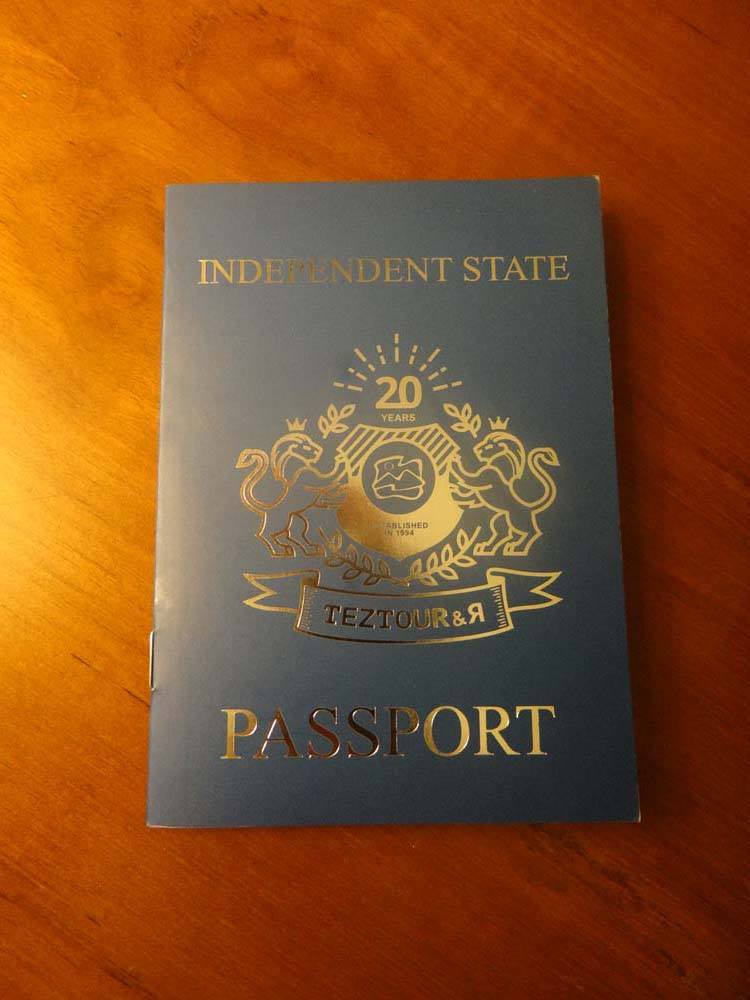 INDEPENDENT STATE
20
YEARS
ESTABLISHED
IN 1994
TEZTOUR&Я
PASSPORT